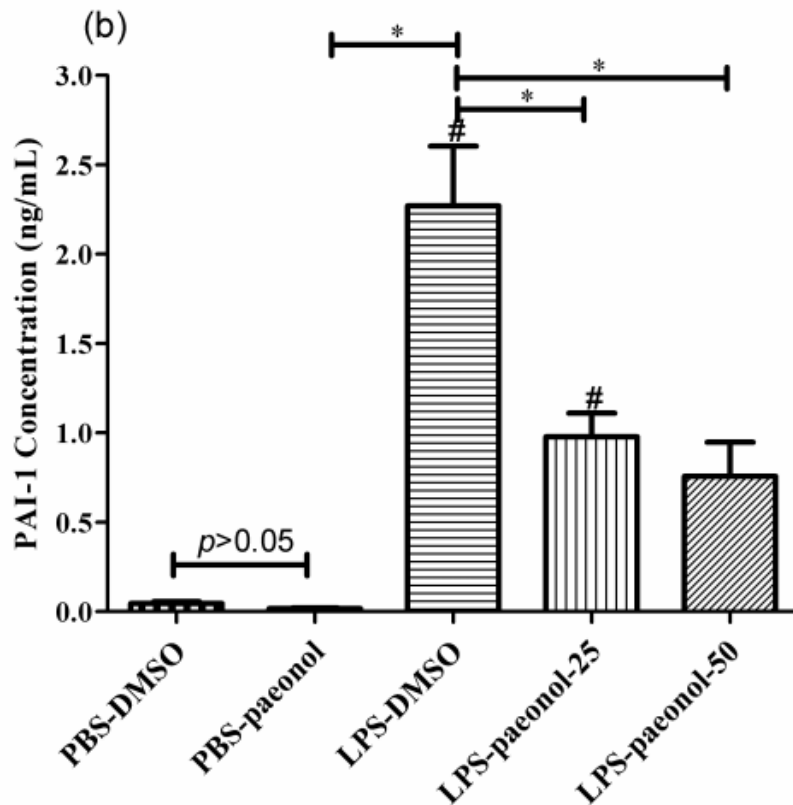 (b)
*
*
*
#
#
p>0.05
PAI-1 Concentration (ng/mL)
3.0
2.5
2.0
1.5
1.0
0.5
0.0
PBS-DMSO
PBS-paeonol
LPS-DMSO
LPS-paeonol-25
LPS-paeonol-50